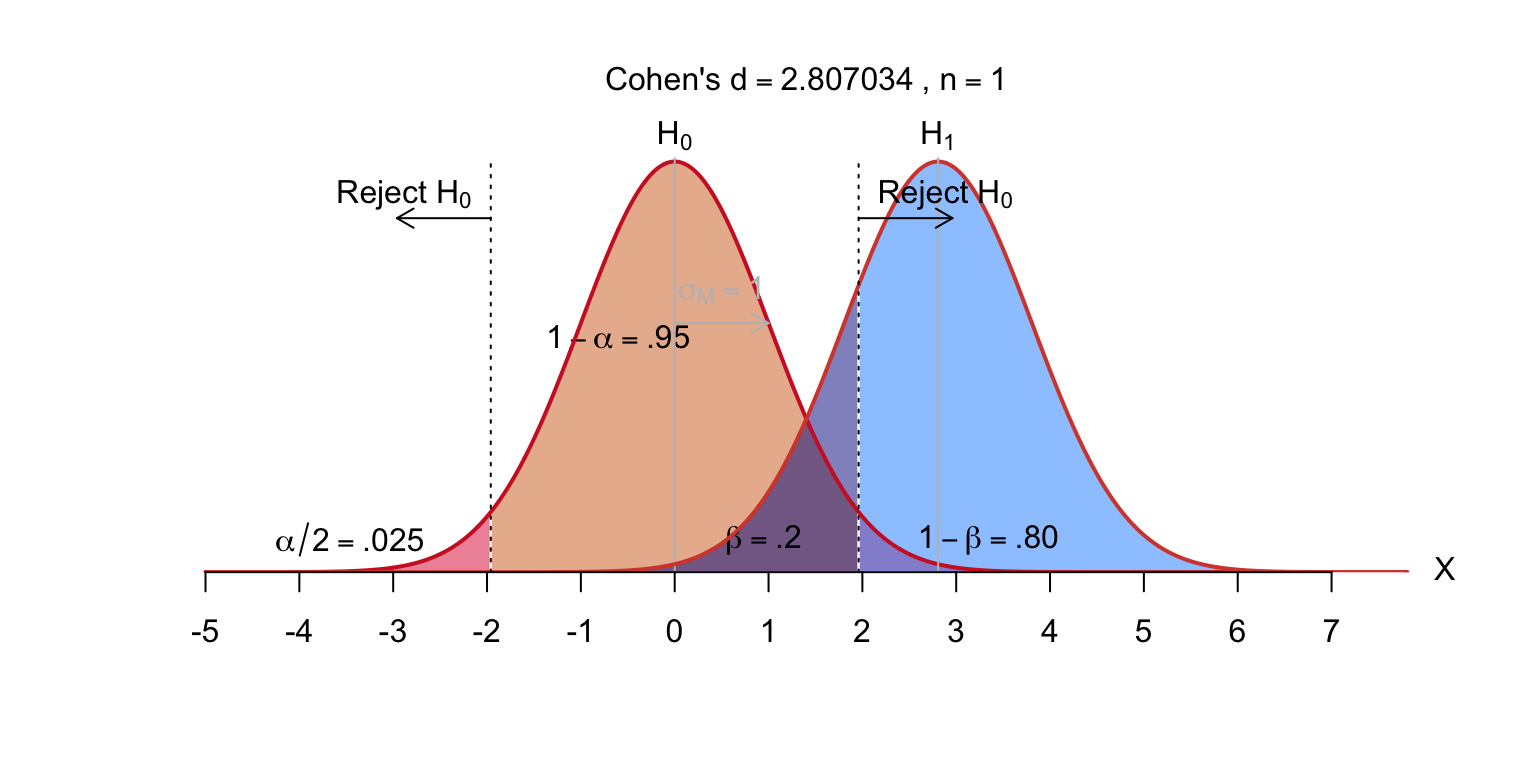 Cohen's d = 2.807034 , n = 1
H₀
H₁
Reject H₀
Reject H₀
σ_M = 1
1 – α = .95
α/2 = .025
β = .2
1 – β = .80
X
-5 -4 -3 -2 -1 0 1 2 3 4 5 6 7